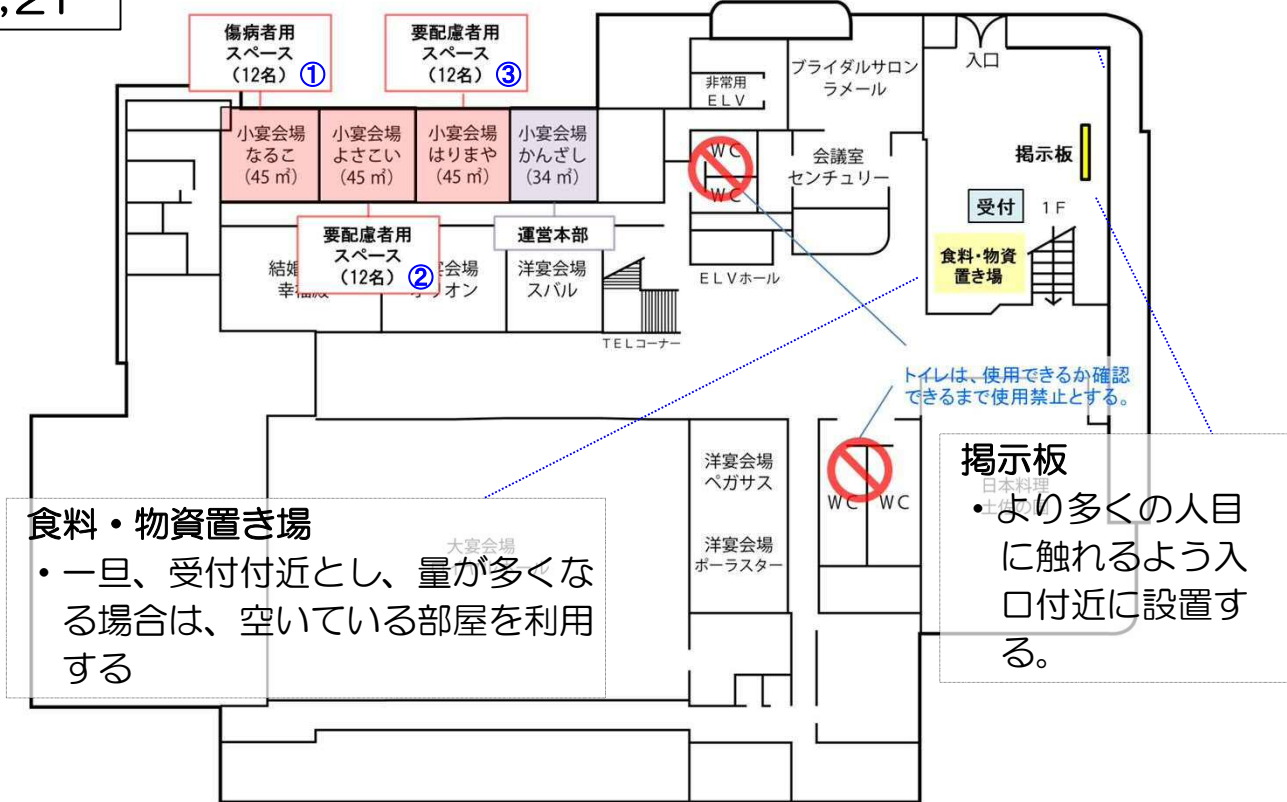 ,21
傷病者用
スペース
(12名) ①
要配慮者用
スペース
(12名) ③
小宴会場
なるこ
(45 ㎡)
小宴会場
よさこい
(45 ㎡)
小宴会場
はりまや
(45 ㎡)
小宴会場
かんざし
(34 ㎡)
要配慮者用
スペース
(12名) ②
運営本部
洋宴会場
スバル
TELコーナー
非常用
ELV
WC
WC
ELVホール
ブライダルサロン
ラメール
会議室
センチュリー
入口
掲示板
受付 1F
食料・物資
置き場
トイレは、使用できるか確認
できるまで使用禁止とする。
洋宴会場
ペガサス
洋宴会場
ポーラスター
WC WC
大宴会場
食料・物資置き場
・一旦、受付付近とし、量が多くな
る場合は、空いている部屋を利用
する
掲示板
日本料理
・より多くの人目
に触れるよう入
口付近に設置す
る。